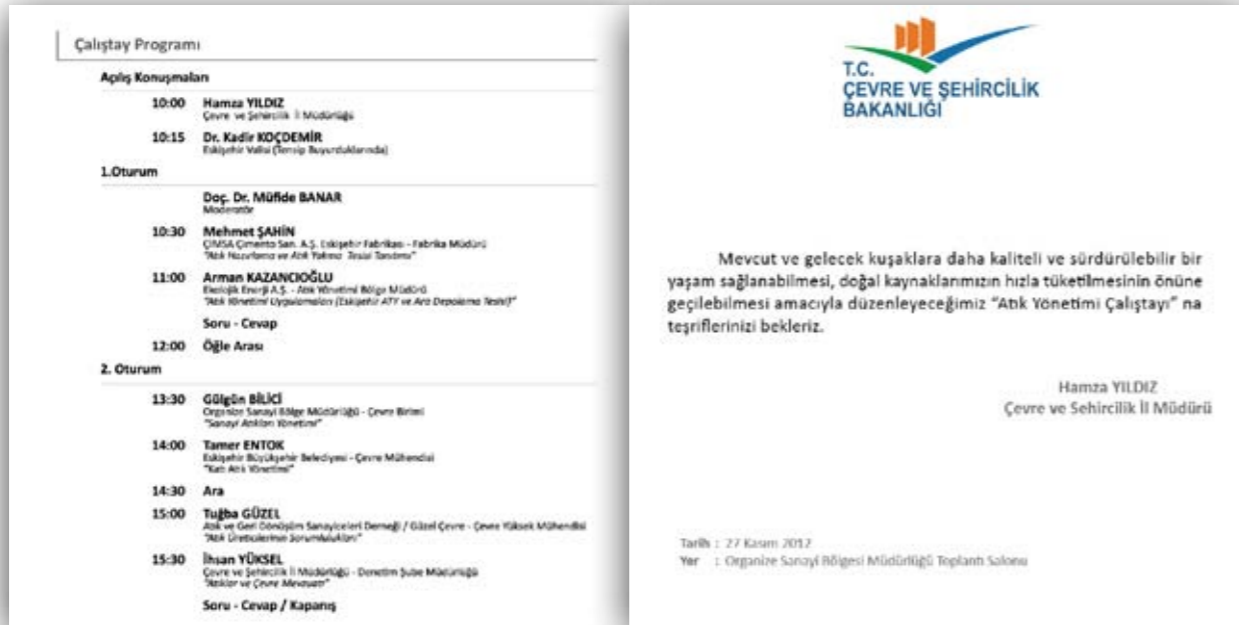 Çalıştay Programı
Açılış Konuşmaları
10:00 Hamza YILDIZ
Çevre ve Şehircilik İl Müdürlüğü
10:15 Dr. Kadir KOÇDEMİR
Eskişehir Valisi (Tensip Buyurduklarında)
1.Oturum
Doç. Dr. Müfide BANAR
Moderatör
10:30 Mehmet ŞAHİN
ÇİMSA Çimento San. A.Ş. Eskişehir Fabrikası - Fabrika Müdürü
"Atık Hazırlama ve Atık Yakma Tesisi Tanıtımı"
11:00 Arman KAZANCIOĞLU
Ekolojik Enerji A.Ş. - Atık Yönetimi Bölge Müdürü
"Atık Yönetimi Uygulamaları (Eskişehir ATY ve Ara Depolama Tesisi)"
Soru - Cevap
12:00 Öğle Arası
2. Oturum
13:30 Gülgün BİLİCİ
Organize Sanayi Bölge Müdürlüğü - Çevre Birimi
"Sanayi Atıkları Yönetimi"
14:00 Tamer ENTOK
Eskişehir Büyükşehir Belediyesi - Çevre Mühendisi
"Katı Atık Yönetimi"
14:30 Ara
15:00 Tuğba GÜZEL
Atık ve Geri Dönüşüm Sanayicileri Derneği / Güzel Çevre - Çevre Yüksek Mühendisi
"Atık Üreticilerinin Sorumlulukları"
15:30 İhsan YÜKSEL
Çevre ve Şehircilik İl Müdürlüğü - Denetim Şube Müdürlüğü
"Atıklar ve Çevre Mevzuatı"
Soru - Cevap / Kapanış
T.C.
ÇEVRE VE ŞEHİRCİLİK
BAKANLIĞI
Mevcut ve gelecek kuşaklara daha kaliteli ve sürdürülebilir bir
yaşam sağlanabilmesi, doğal kaynaklarımızın hızla tüketilmesinin önüne
geçilebilmesi amacıyla düzenleyeceğimiz "Atık Yönetimi Çalıştayı" na
teşriflerinizi bekleriz.
Hamza YILDIZ
Çevre ve Sehircilik İl Müdürü
Tarih : 27 Kasım 2012
Yer : Organize Sanayi Bölgesi Müdürlüğü Toplantı Salonu